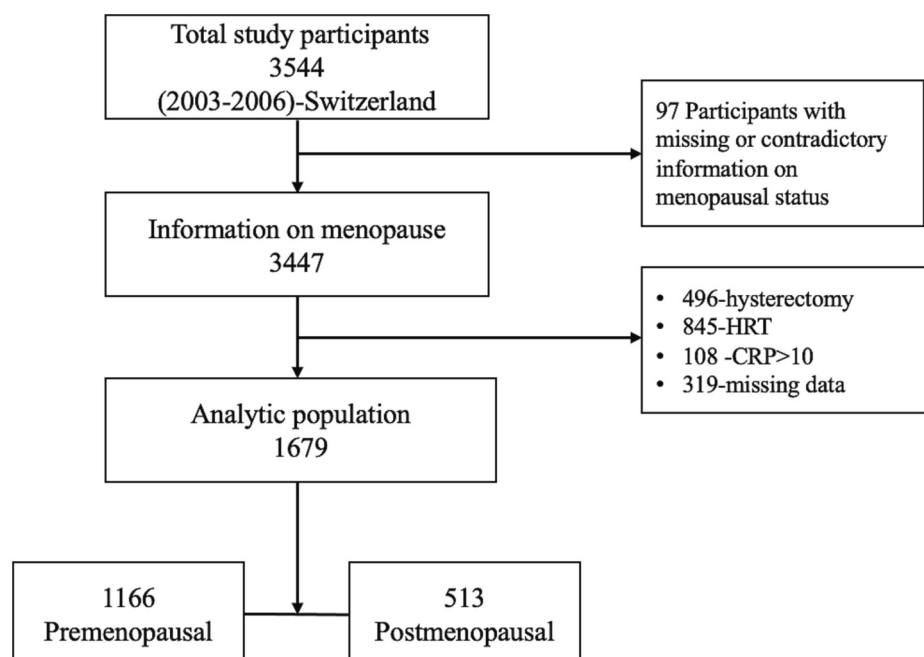 Total study participants
3544
(2003-2006)-Switzerland
97 Participants with
missing or contradictory
information on
menopausal status
Information on menopause
3447
• 496-hysterectomy
• 845-HRT
• 108 -CRP>10
• 319-missing data
Analytic population
1679
1166
Premenopausal
513
Postmenopausal